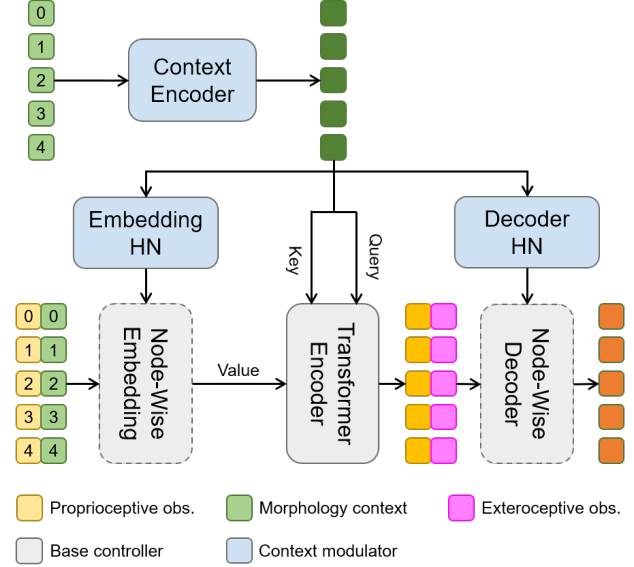 0
1
2
3
4
Context
Encoder
Embedding
HN
Decoder
HN
Key
Query
0 0
1 1
2 2
3 3
4 4
Node-Wise
Embedding
Value
Transformer
Encoder
Node-Wise
Decoder
Proprioceptive obs.
Morphology context
Exteroceptive obs.
Base controller
Context modulator